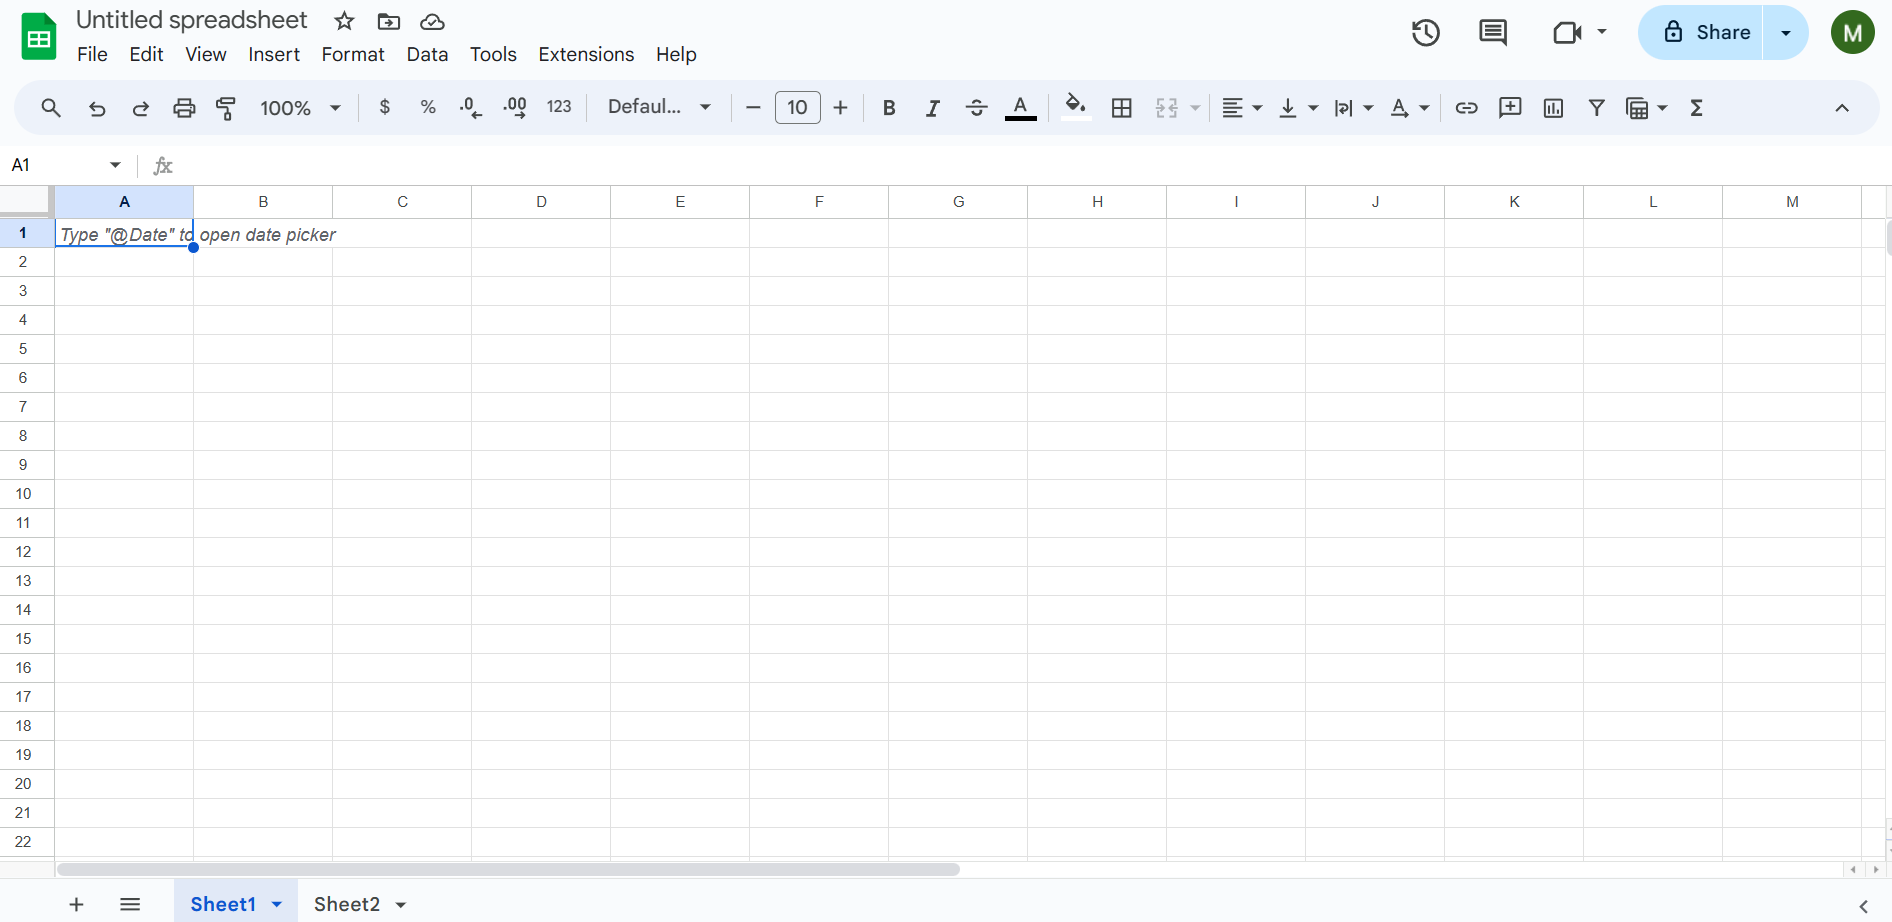 Untitled spreadsheet
File Edit View Insert Format Data Tools Extensions Help
Share
M
100% $ % .0 .00 123 Defaul... 10 B I A A Σ
A1 fx
A B C D E F G H I J K L M
1 Type "@Date" to open date picker
2
3
4
5
6
7
8
9
10
11
12
13
14
15
16
17
18
19
20
21
22
Sheet1 Sheet2